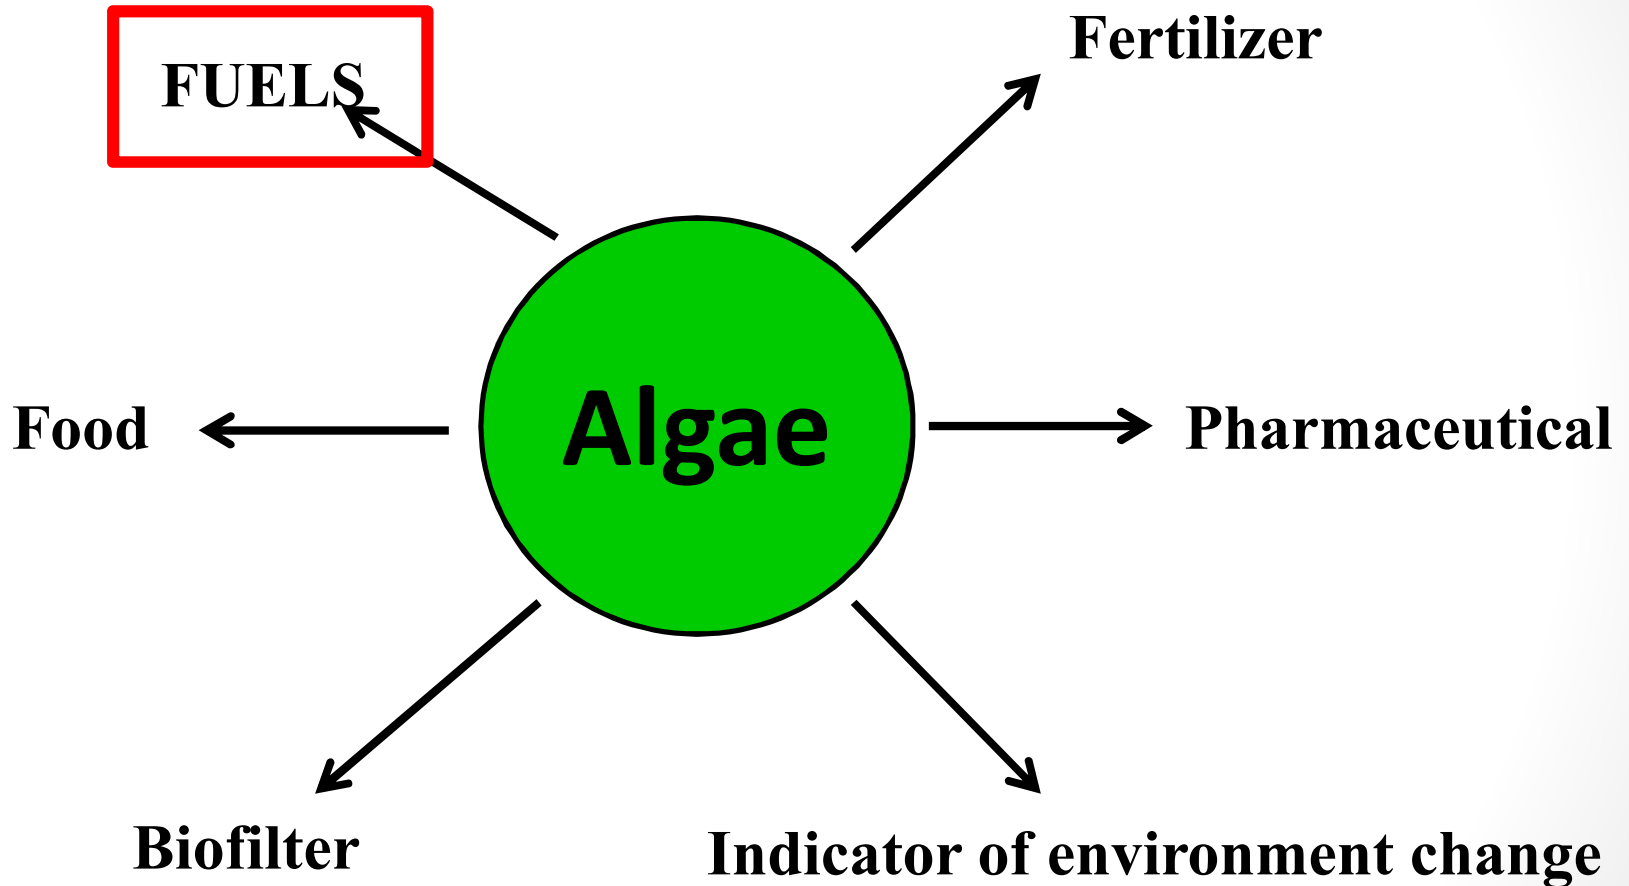 FUELS
Fertilizer
Food
Algae
Pharmaceutical
Biofilter
Indicator of environment change